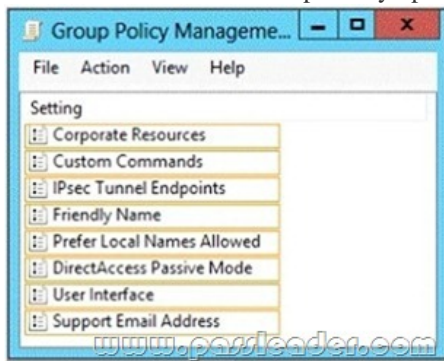 Group Policy Manageme...
File Action View Help
Setting
Corporate Resources
Custom Commands
IPsec Tunnel Endpoints
Friendly Name
Prefer Local Names Allowed
DirectAccess Passive Mode
User Interface
Support Email Address
www.passleader.com